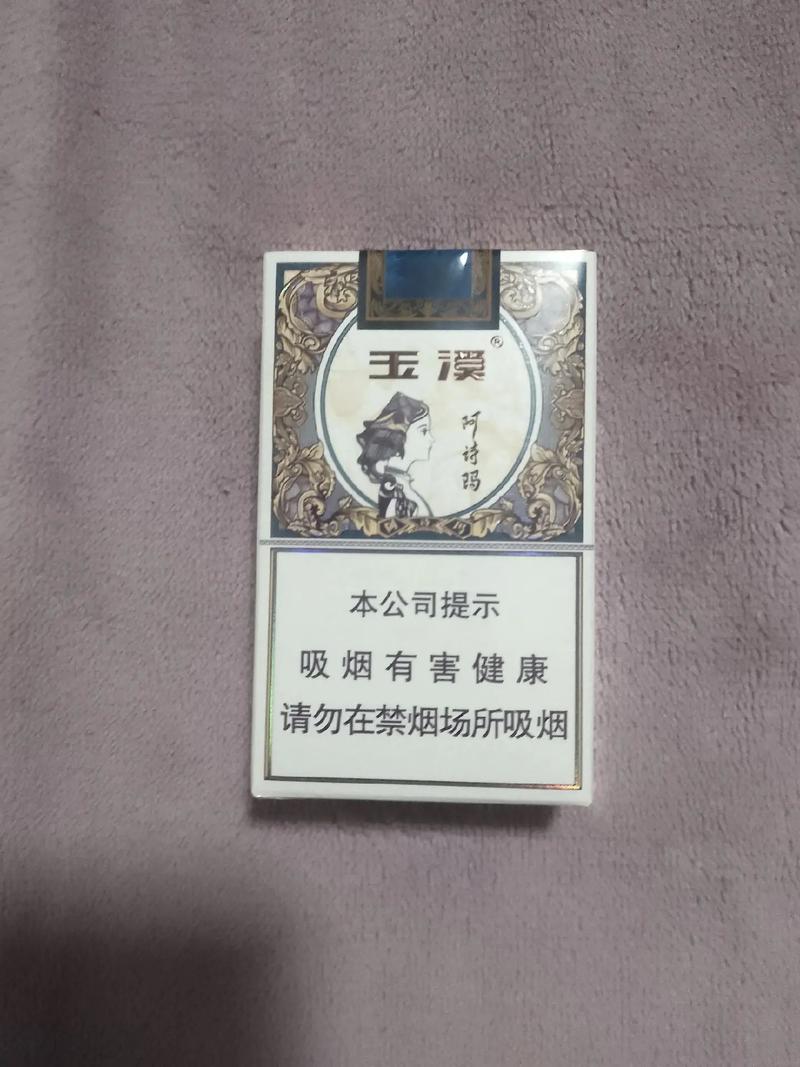 玉溪®
阿诗玛
本公司提示
吸烟有害健康
请勿在禁烟场所吸烟